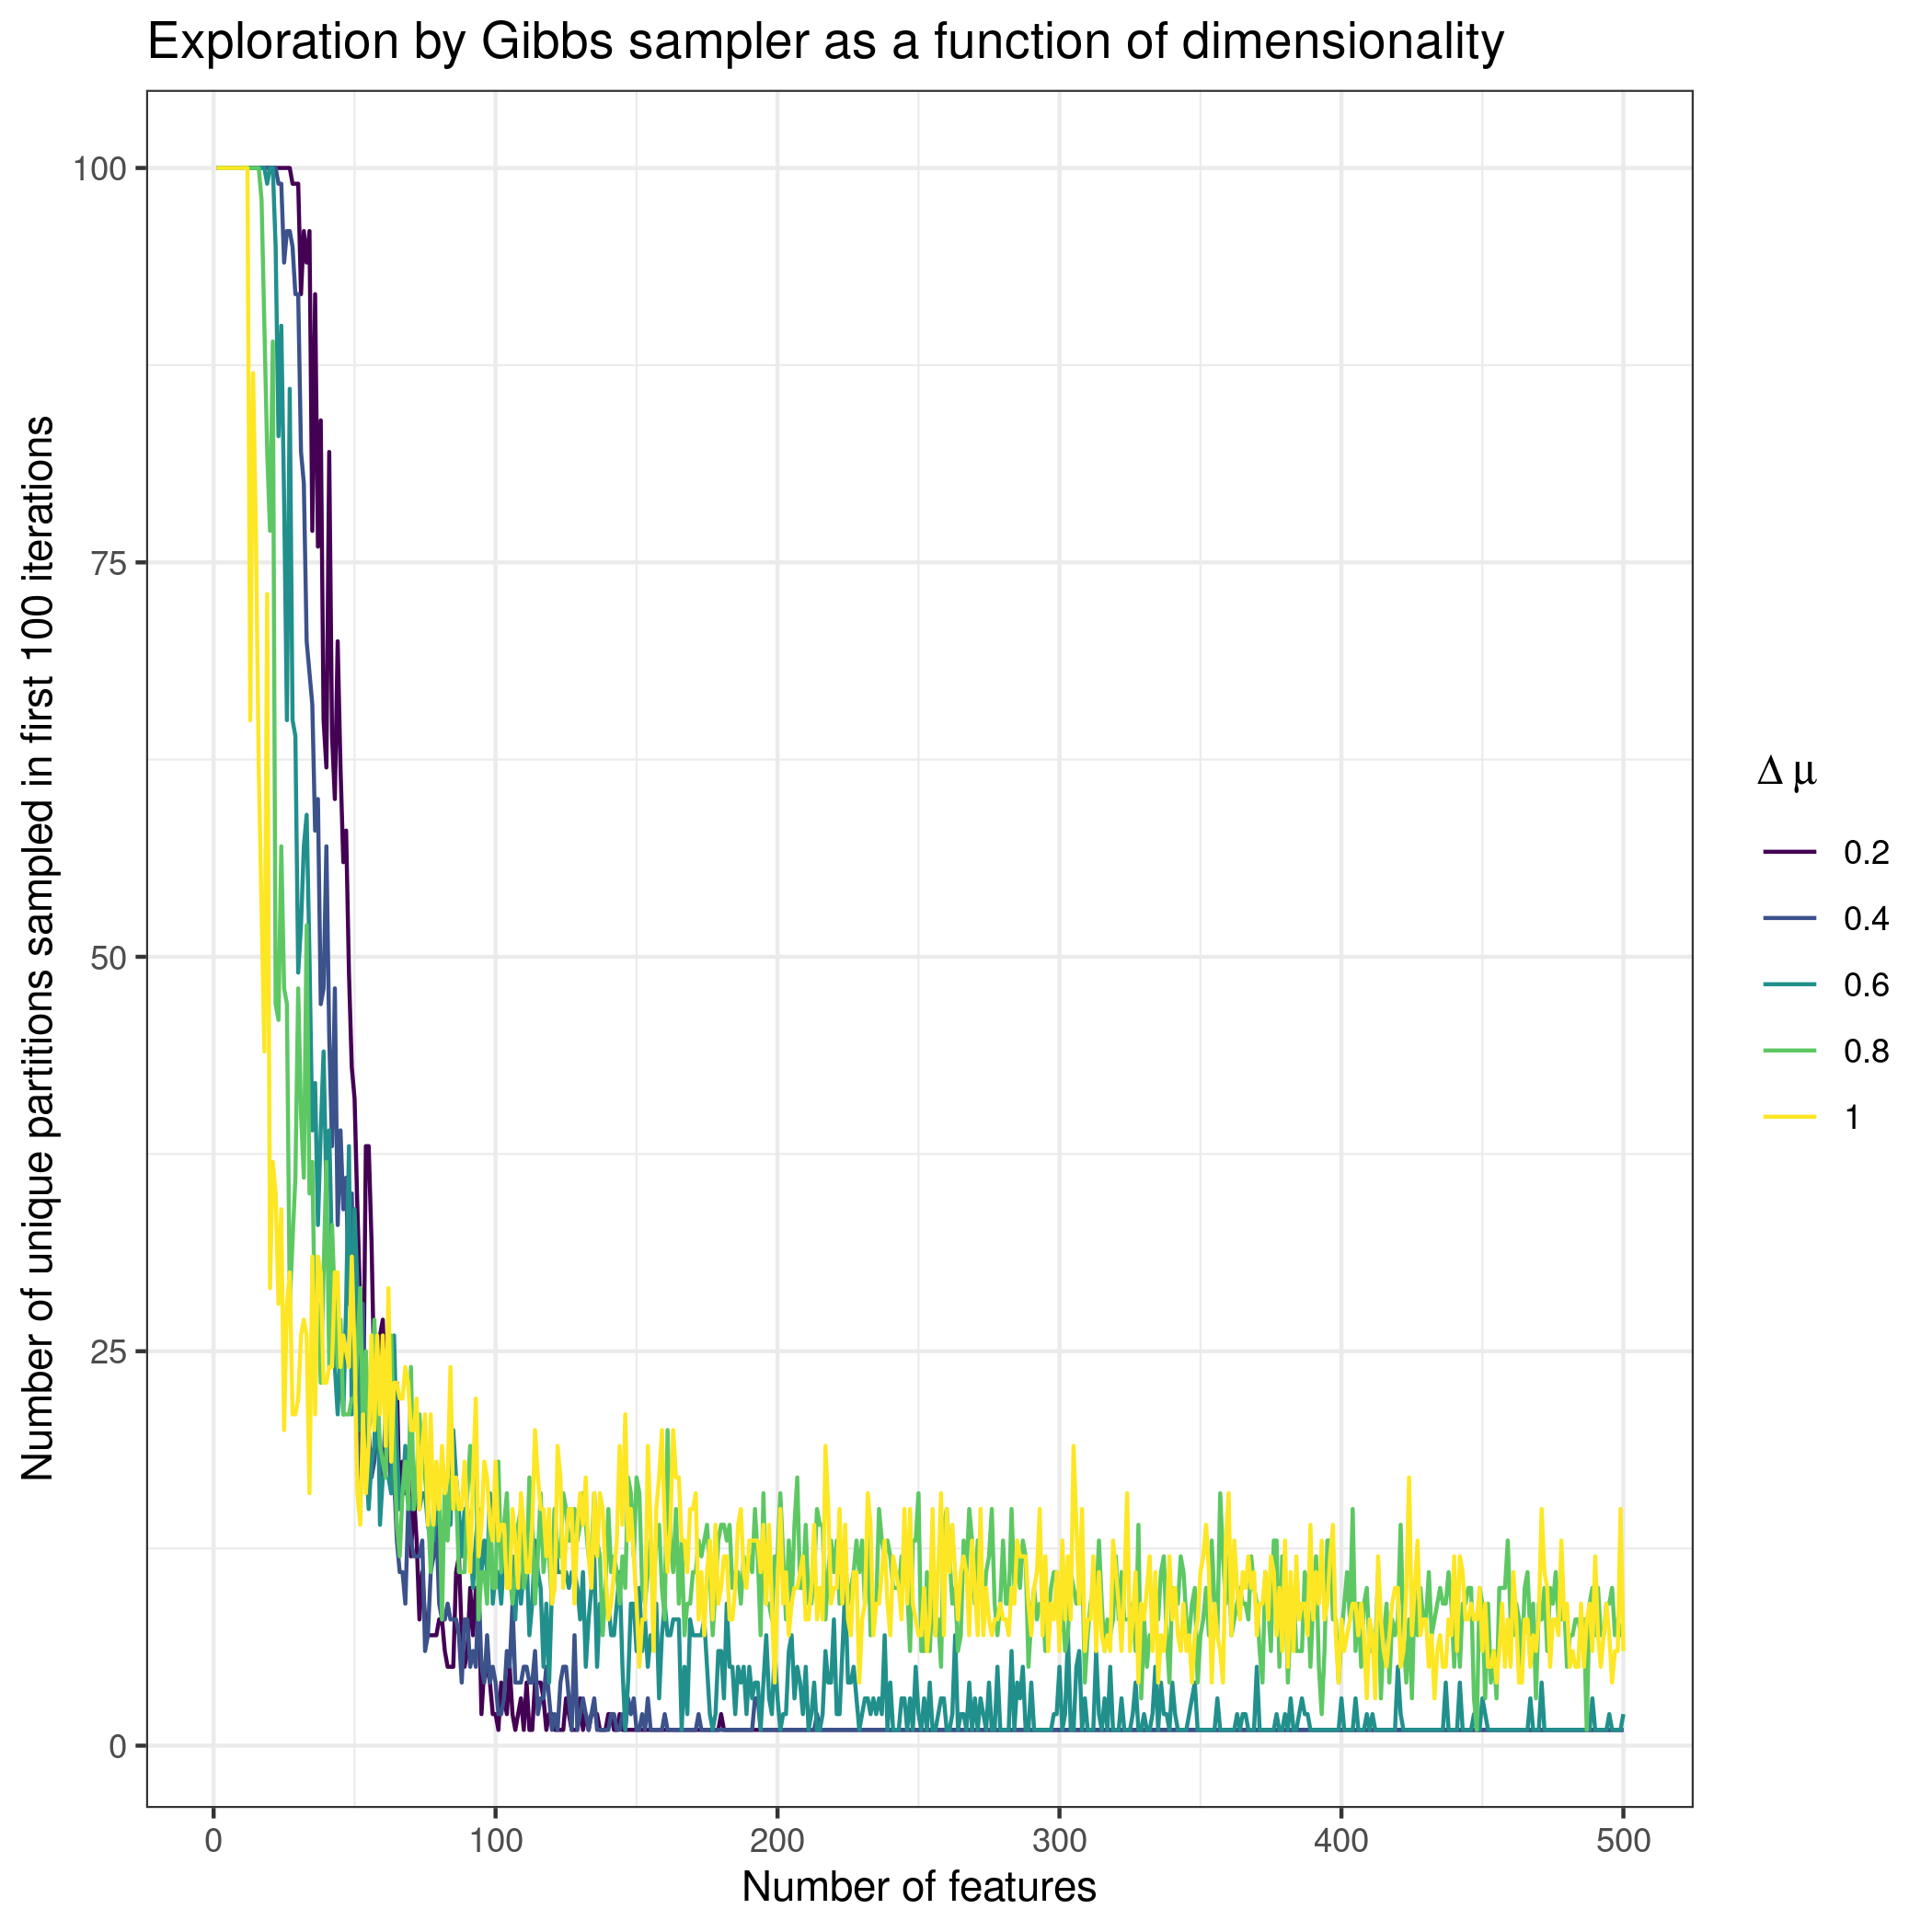 Exploration by Gibbs sampler as a function of dimensionality
Number of unique partitions sampled in first 100 iterations
100
75
50
25
0
0 100 200 300 400 500
Number of features
Δ μ
0.2
0.4
0.6
0.8
1